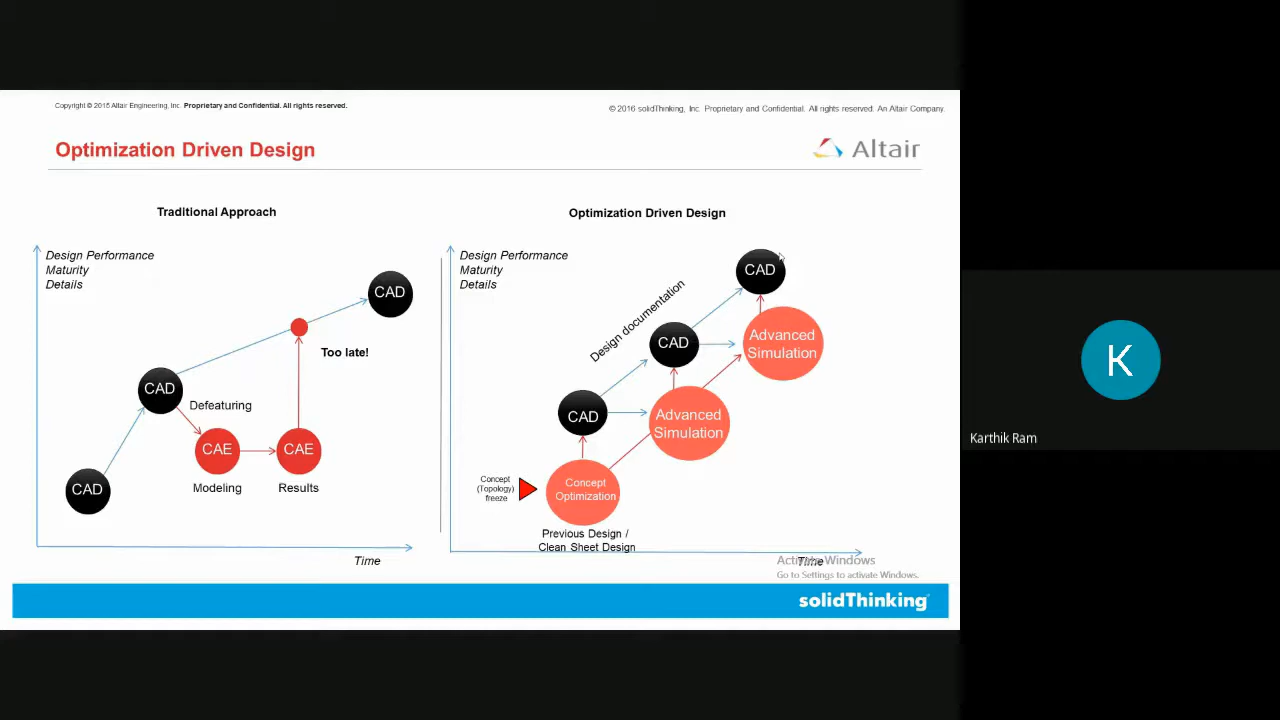 Copyright © 2015 Altair Engineering, Inc. Proprietary and Confidential. All rights reserved.
© 2016 solidThinking, Inc. Proprietary and Confidential. All rights reserved. An Altair Company.
Optimization Driven Design
Altair
Traditional Approach
Design Performance
Maturity
Details
CAD
Too late!
CAD
Defeaturing
CAE
CAE
CAD
Modeling
Results
Time
Optimization Driven Design
Design Performance
Maturity
Details
CAD
Design documentation
CAD
Advanced
Simulation
CAD
Advanced
Simulation
Concept
(Topology)
freeze
Concept
Optimization
Previous Design /
Clean Sheet Design
Time
Activate Windows
Go to Settings to activate Windows.
solidThinking
K
Karthik Ram